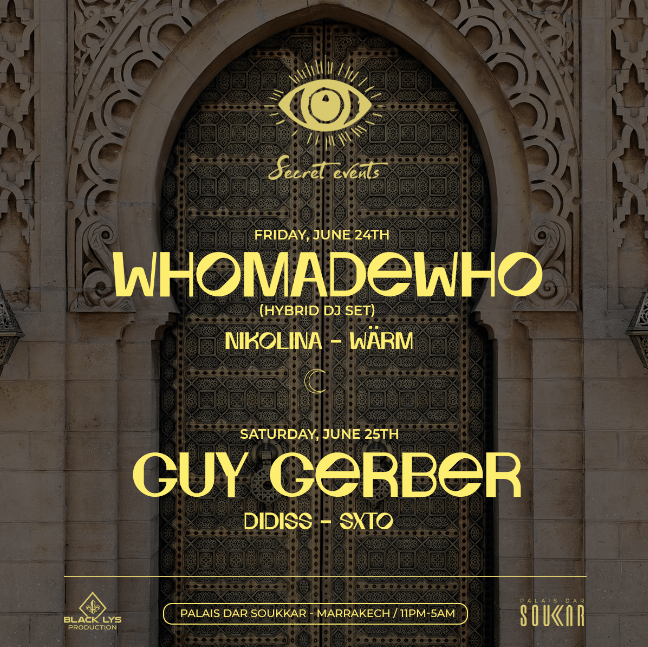 Secret events
FRIDAY, JUNE 24TH
WHOMADEWHO
(HYBRID DJ SET)
NIKOLINA - WÄRM
SATURDAY, JUNE 25TH
GUY GERBER
DIDISS - SXTO
BLACK LYS
PRODUCTION
PALAIS DAR SOUKKAR - MARRAKECH / 11PM-5AM
PALAIS DAR
SOUKKAR